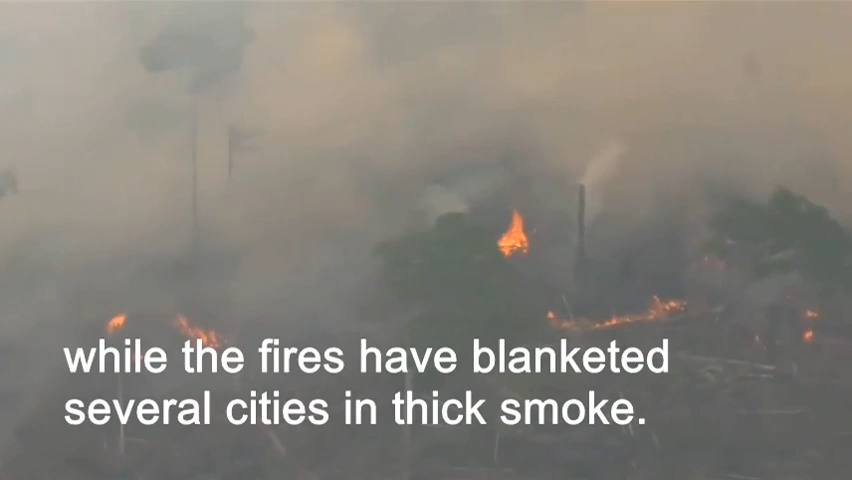 while the fires have blanketed
several cities in thick smoke.